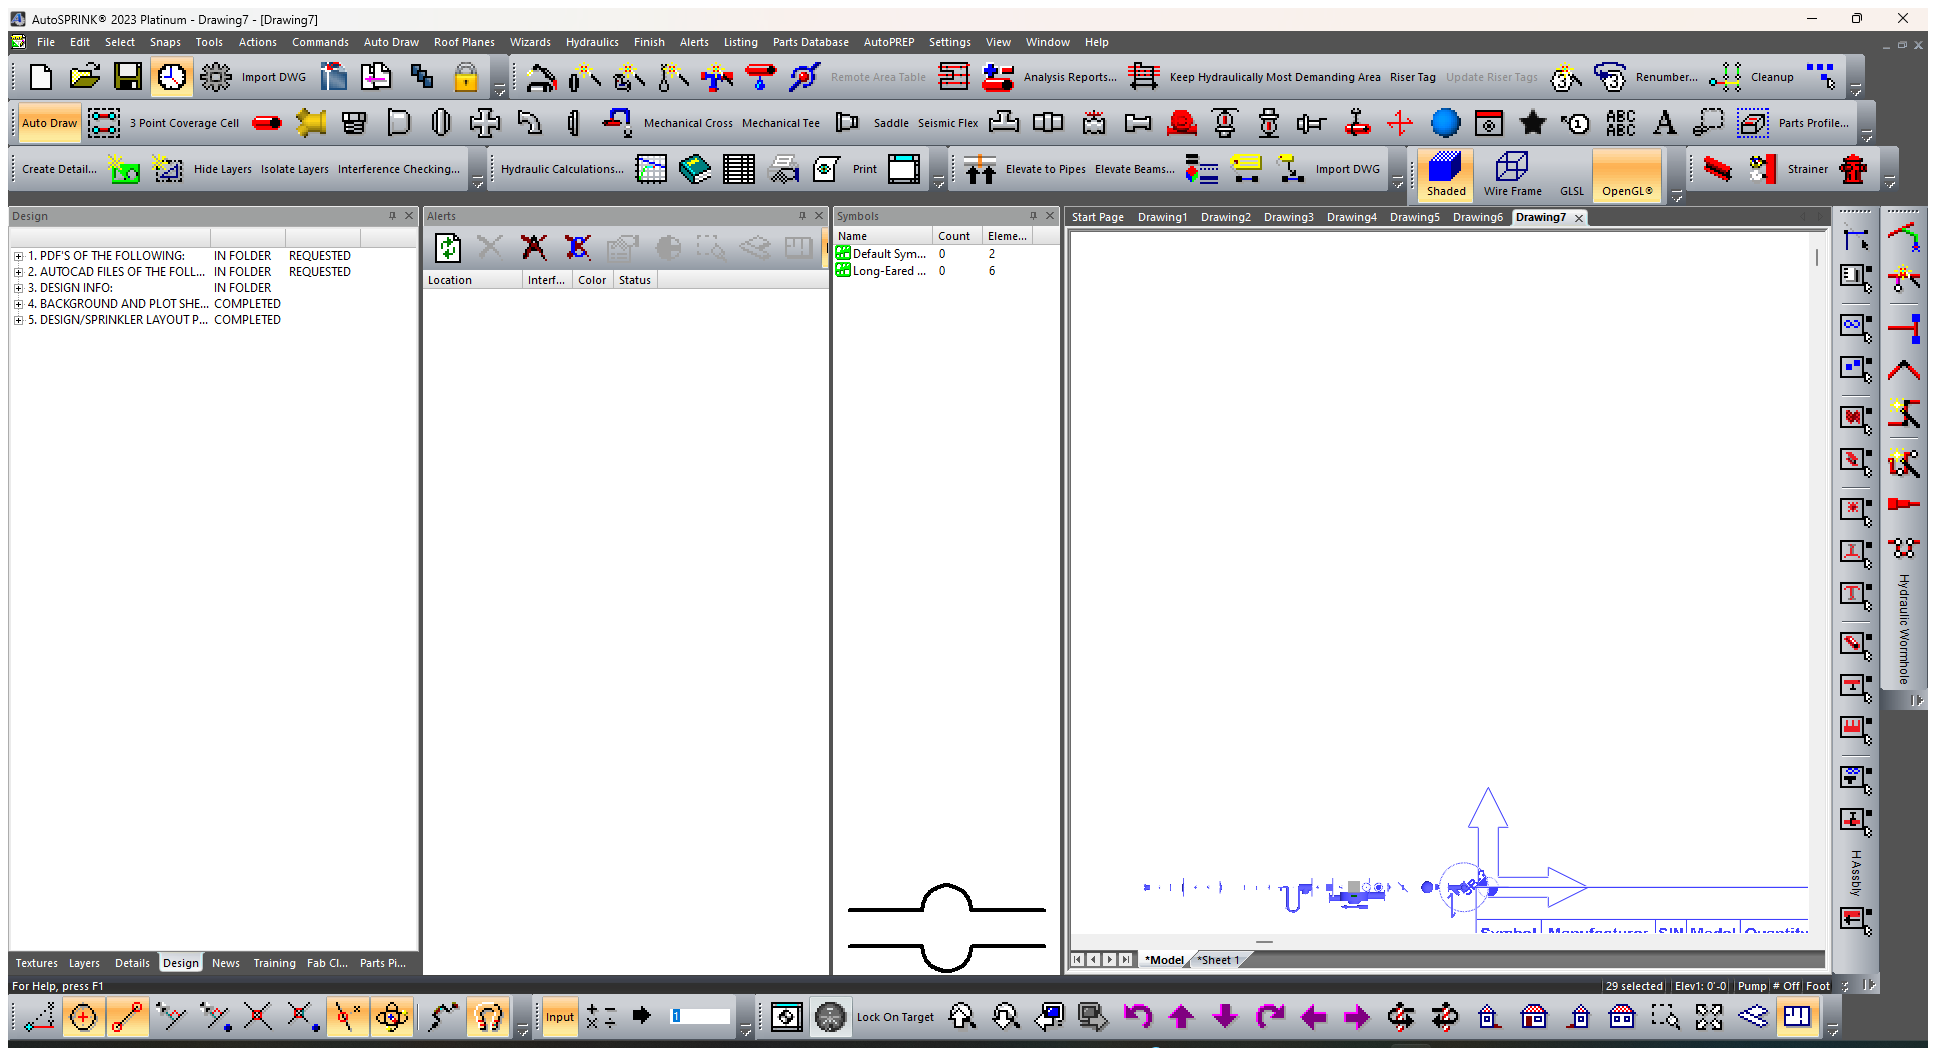 AutoSPRINK® 2023 Platinum - Drawing7 - [Drawing7]
File Edit Select Snaps Tools Actions Commands Auto Draw Roof Planes Wizards Hydraulics Finish Alerts Listing Parts Database AutoPREP Settings View Window Help
Import DWG Remote Area Table Analysis Reports... Keep Hydraulically Most Demanding Area Riser Tag Update Riser Tags Renumber... Cleanup
Auto Draw 3 Point Coverage Cell Mechanical Cross Mechanical Tee Saddle Seismic Flex ABC ABC A Parts Profile...
Create Detail... Hide Layers Isolate Layers Interference Checking... Hydraulic Calculations... Print Elevate to Pipes Elevate Beams... Import DWG Shaded Wire Frame GLSL OpenGL® Strainer
Design
1. PDF'S OF THE FOLLOWING: IN FOLDER REQUESTED
2. AUTOCAD FILES OF THE FOLL... IN FOLDER REQUESTED
3. DESIGN INFO: IN FOLDER
4. BACKGROUND AND PLOT SHE... COMPLETED
5. DESIGN/SPRINKLER LAYOUT P... COMPLETED
Textures Layers Details Design News Training Fab Cl... Parts Pi...
Alerts
Location Interf... Color Status
Symbols
Name Count Eleme...
Default Sym... 0 2
Long-Eared ... 0 6
Start Page Drawing1 Drawing2 Drawing3 Drawing4 Drawing5 Drawing6 Drawing7
Symbol Manufacturer SIN Model Quantity
*Model *Sheet 1
Hydraulic Wormhole
H Assbly
For Help, press F1
29 selected Elev1: 0'-0 Pump # Off Foot
Input 1 Lock On Target